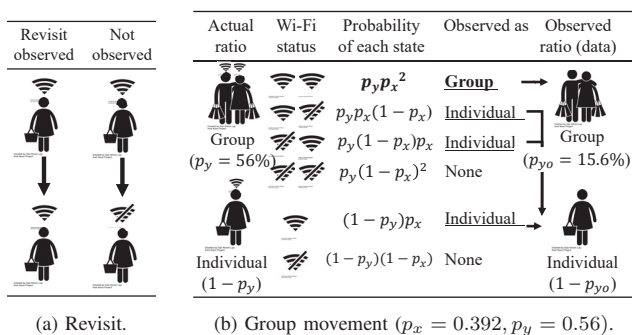 Revisit observed
Not observed
(a) Revisit.
Actual ratio
Wi-Fi status
Probability of each state
Observed as
Observed ratio (data)
p_y p_x²
Group
p_y p_x(1 − p_x)
Individual
p_y(1 − p_x)p_x
Individual
p_y(1 − p_x)²
None
Group
(p_y = 56%)
Group
(p_yo = 15.6%)
(1 − p_y)p_x
Individual
(1 − p_y)(1 − p_x)
None
Individual
(1 − p_y)
Individual
(1 − p_yo)
(b) Group movement (p_x = 0.392, p_y = 0.56).